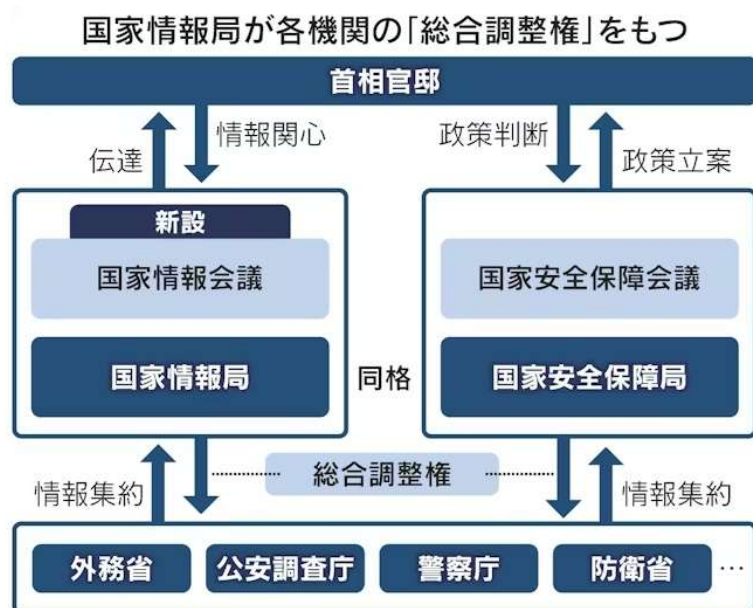 国家情報局が各機関の「総合調整権」をもつ
首相官邸
伝達
情報関心
政策判断
政策立案
新設
国家情報会議
国家情報局
同格
国家安全保障会議
国家安全保障局
情報集約
総合調整権
情報集約
外務省
公安調査庁
警察庁
防衛省
…